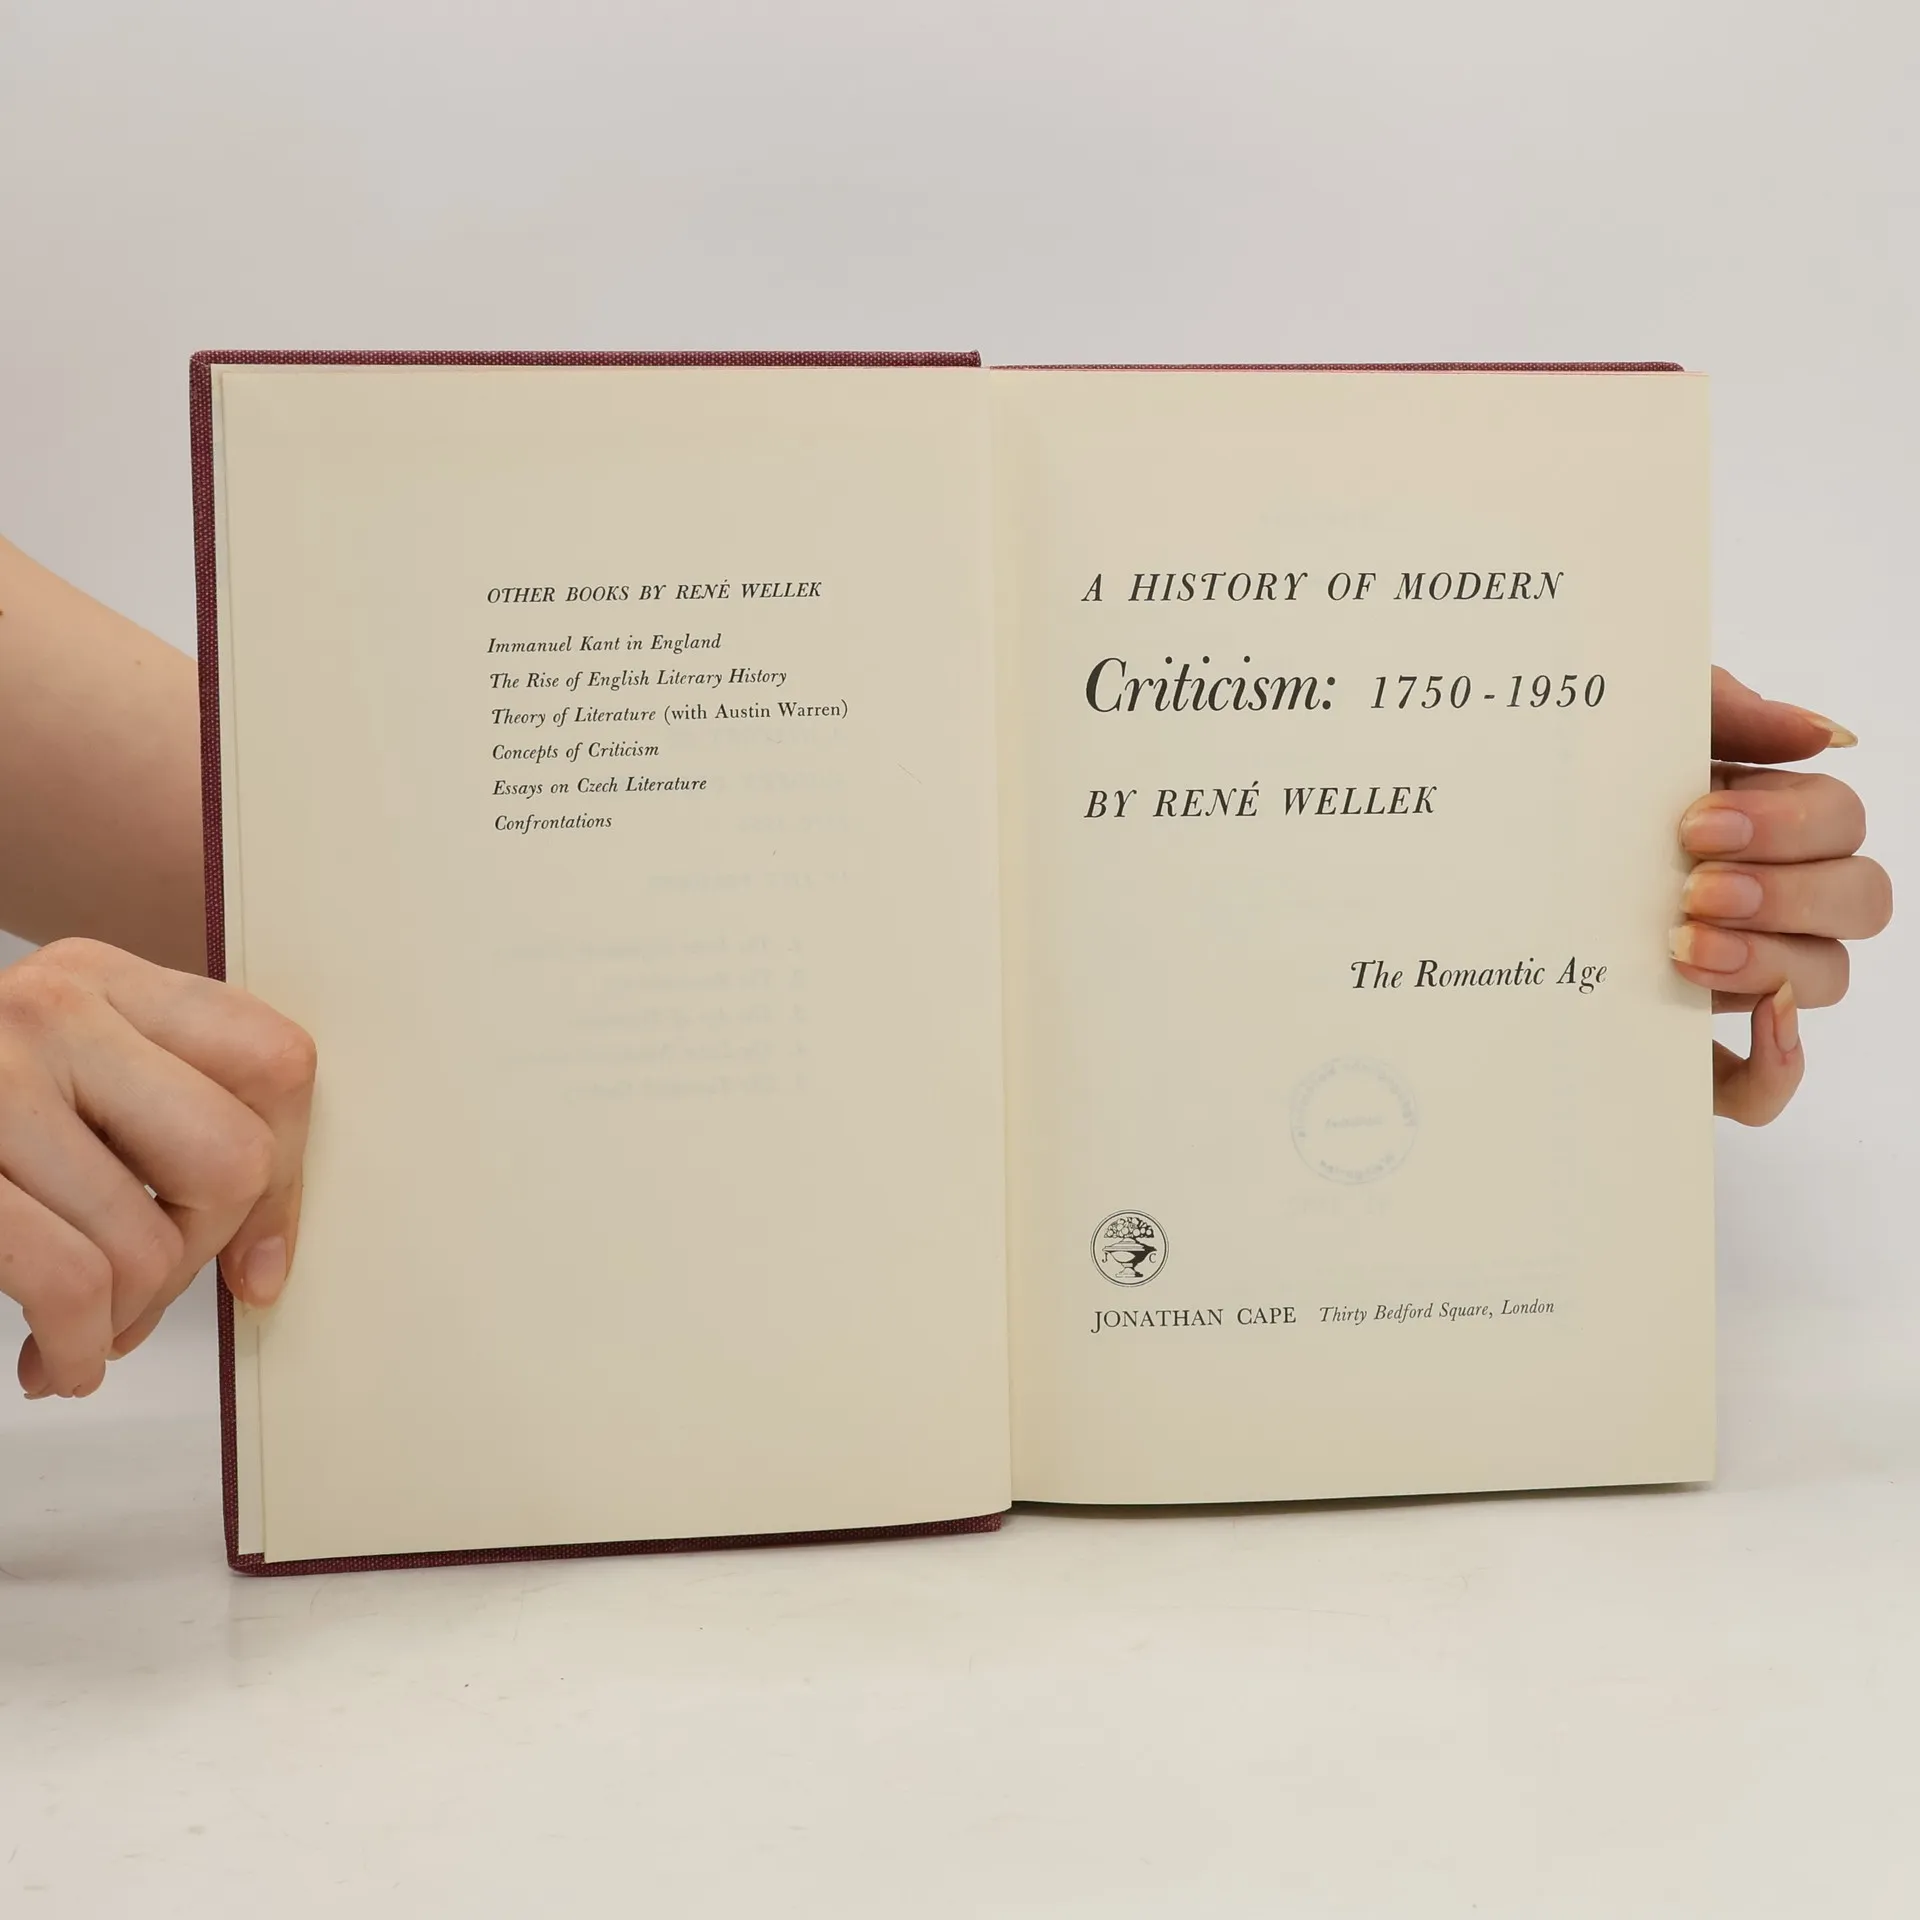 OTHER BOOKS BY RENÉ WELLEK
Immanuel Kant in England
The Rise of English Literary History
Theory of Literature (with Austin Warren)
Concepts of Criticism
Essays on Czech Literature
Confrontations
A HISTORY OF MODERN
Criticism: 1750-1950
BY RENÉ WELLEK
The Romantic Age
J C
JONATHAN CAPE Thirty Bedford Square, London